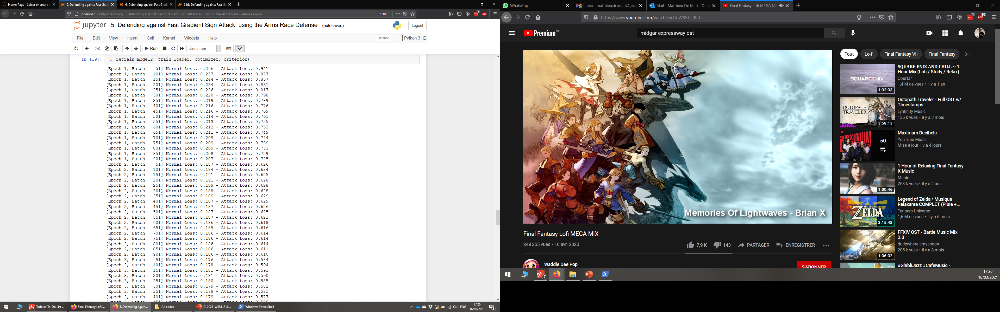 Home Page - Select or create a
5. Defending against Fast Grad
6. Defending against Fast Grad
6.bis Defending against Fast Gr
localhost:8888/notebooks/5. Defending against Fast Gradient Sign Attack%2C using the Arms Race Defense.ipynb
120%
jupyter 5. Defending against Fast Gradient Sign Attack, using the Arms Race Defense (autosaved)
Logout
File Edit View Insert Cell Kernel Widgets Help
Trusted
Python 3
Run
Markdown
In [19]: 1 retrain(model2, train_loader, optimizer, criterion)
[Epoch 1, Batch 51] Normal Loss: 0.296 - Attack Loss: 0.941
[Epoch 1, Batch 101] Normal Loss: 0.257 - Attack Loss: 0.877
[Epoch 1, Batch 151] Normal Loss: 0.244 - Attack Loss: 0.857
[Epoch 1, Batch 201] Normal Loss: 0.234 - Attack Loss: 0.831
[Epoch 1, Batch 251] Normal Loss: 0.226 - Attack Loss: 0.817
[Epoch 1, Batch 301] Normal Loss: 0.220 - Attack Loss: 0.798
[Epoch 1, Batch 351] Normal Loss: 0.219 - Attack Loss: 0.789
[Epoch 1, Batch 401] Normal Loss: 0.216 - Attack Loss: 0.776
[Epoch 1, Batch 451] Normal Loss: 0.216 - Attack Loss: 0.769
[Epoch 1, Batch 501] Normal Loss: 0.214 - Attack Loss: 0.761
[Epoch 1, Batch 551] Normal Loss: 0.213 - Attack Loss: 0.755
[Epoch 1, Batch 601] Normal Loss: 0.212 - Attack Loss: 0.753
[Epoch 1, Batch 651] Normal Loss: 0.211 - Attack Loss: 0.749
[Epoch 1, Batch 701] Normal Loss: 0.209 - Attack Loss: 0.744
[Epoch 1, Batch 751] Normal Loss: 0.209 - Attack Loss: 0.739
[Epoch 1, Batch 801] Normal Loss: 0.209 - Attack Loss: 0.733
[Epoch 1, Batch 851] Normal Loss: 0.208 - Attack Loss: 0.729
[Epoch 1, Batch 901] Normal Loss: 0.207 - Attack Loss: 0.725
[Epoch 2, Batch 51] Normal Loss: 0.187 - Attack Loss: 0.626
[Epoch 2, Batch 101] Normal Loss: 0.184 - Attack Loss: 0.634
[Epoch 2, Batch 151] Normal Loss: 0.191 - Attack Loss: 0.625
[Epoch 2, Batch 201] Normal Loss: 0.191 - Attack Loss: 0.628
[Epoch 2, Batch 251] Normal Loss: 0.189 - Attack Loss: 0.628
[Epoch 2, Batch 301] Normal Loss: 0.188 - Attack Loss: 0.628
[Epoch 2, Batch 351] Normal Loss: 0.189 - Attack Loss: 0.629
[Epoch 2, Batch 401] Normal Loss: 0.187 - Attack Loss: 0.629
[Epoch 2, Batch 451] Normal Loss: 0.187 - Attack Loss: 0.626
[Epoch 2, Batch 501] Normal Loss: 0.187 - Attack Loss: 0.625
[Epoch 2, Batch 551] Normal Loss: 0.187 - Attack Loss: 0.621
[Epoch 2, Batch 601] Normal Loss: 0.186 - Attack Loss: 0.618
[Epoch 2, Batch 651] Normal Loss: 0.185 - Attack Loss: 0.616
[Epoch 2, Batch 701] Normal Loss: 0.186 - Attack Loss: 0.614
[Epoch 2, Batch 751] Normal Loss: 0.186 - Attack Loss: 0.614
[Epoch 2, Batch 801] Normal Loss: 0.186 - Attack Loss: 0.614
[Epoch 2, Batch 851] Normal Loss: 0.186 - Attack Loss: 0.611
[Epoch 2, Batch 901] Normal Loss: 0.186 - Attack Loss: 0.610
[Epoch 3, Batch 51] Normal Loss: 0.176 - Attack Loss: 0.584
[Epoch 3, Batch 101] Normal Loss: 0.178 - Attack Loss: 0.594
[Epoch 3, Batch 151] Normal Loss: 0.181 - Attack Loss: 0.591
[Epoch 3, Batch 201] Normal Loss: 0.181 - Attack Loss: 0.590
[Epoch 3, Batch 251] Normal Loss: 0.180 - Attack Loss: 0.585
[Epoch 3, Batch 301] Normal Loss: 0.179 - Attack Loss: 0.582
[Epoch 3, Batch 351] Normal Loss: 0.179 - Attack Loss: 0.581
[Epoch 3, Batch 401] Normal Loss: 0.179 - Attack Loss: 0.577
7
Todoist: To-Do List ...
Final Fantasy Lofi ...
5. Defending again...
All codes
DL2021_W8S1-2-3....
Windows PowerShell
ENG
17:26
16/03/2021
2
WhatsApp
Inbox - matthieu.de.mari@gm
Mail - Matthieu De Mari - Outl
Final Fantasy Lofi MEGA MI
https://www.youtube.com/watch?v=GoWS5Ts2Bl0
1
ABP 10
Premium SG
midgar expressway ost
Memories Of Lightwaves - Brian X
Final Fantasy Lofi MEGA MIX
348 355 vues • 16 avr. 2020
7,9 K
143
PARTAGER
ENREGISTRER
Waddle Dee Pop
S'ABONNER
Tout
Lo-fi
Final Fantasy VII
Final Fantasy
SQUARE ENIX
1:32:33
SQUARE ENIX AND CHILL ~ 1
Hour Mix (Lofi / Study / Relax)
Courtar
1,4 M de vues • il y a 1 an
OCTOPATH
TRAVELER
3:58:13
Octopath Traveler - Full OST w/
Timestamps
Lynfinity Music
135 k vues • il y a 3 mois
MAXIMUM
50
Maximum Decibels
YouTube Music
Mise à jour il y a 4 jours
1:00:46
1 Hour of Relaxing Final Fantasy
X Music
Mehin
263 k vues • il y a 2 ans
THE LEGEND OF
ZELDA
3:15:48
Legend of Zelda • Musique
Relaxante COMPLET (Pluie +...
Tenpers Universe
1,6 M de vues • il y a 6 mois
1:36:32
FFXIV OST - Battle Music Mix
2.0
dudewhereismyspoon
205 k vues • il y a 8 mois
#GhibliJazz #CafeMusic -
7
17:26
16/03/2021